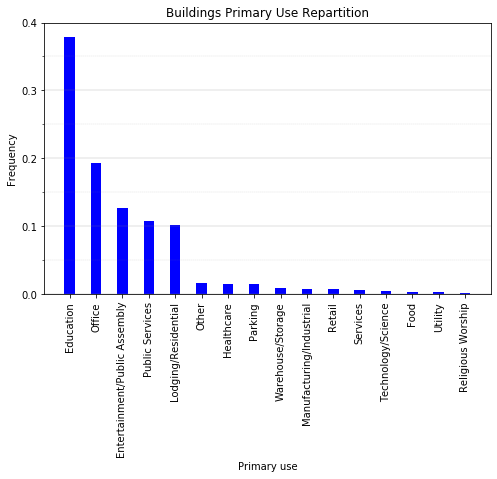 Buildings Primary Use Repartition
0.4
0.3
0.2
0.1
0.0
Frequency
Education
Office
Entertainment/Public Assembly
Public Services
Lodging/Residential
Other
Healthcare
Parking
Warehouse/Storage
Manufacturing/Industrial
Retail
Services
Technology/Science
Food
Utility
Religious Worship
Primary use